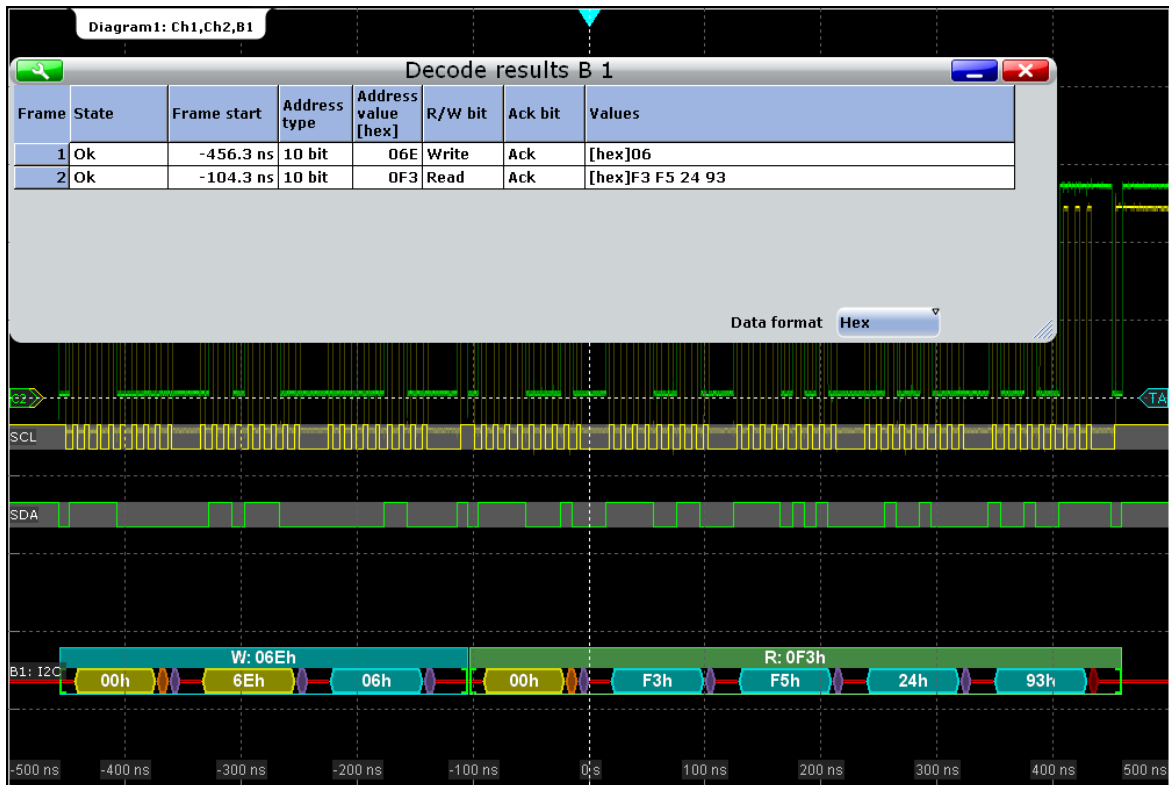 Diagram1: Ch1,Ch2,B1
Decode results B 1
Frame State Frame start Address type Address value [hex] R/W bit Ack bit Values
1 Ok -456.3 ns 10 bit 06E Write Ack [hex]06
2 Ok -104.3 ns 10 bit 0F3 Read Ack [hex]F3 F5 24 93
Data format Hex
TA
SCL
SDA
W: 06Eh R: 0F3h
B1: I2C 00h 6Eh 06h 00h F3h F5h 24h 93h
-500 ns -400 ns -300 ns -200 ns -100 ns 0 s 100 ns 200 ns 300 ns 400 ns 500 ns